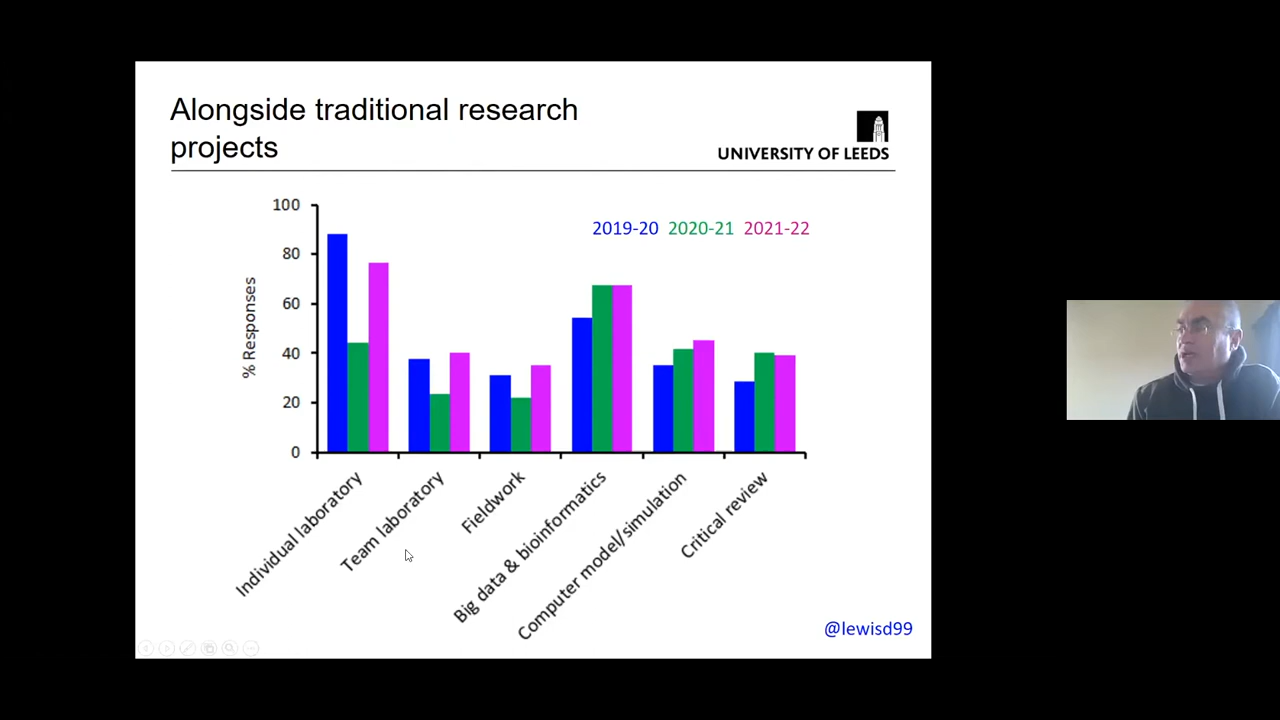 Alongside traditional research
projects
UNIVERSITY OF LEEDS
100
80
60
40
20
0
% Responses
2019-20 2020-21 2021-22
Individual laboratory
Team laboratory
Fieldwork
Big data & bioinformatics
Computer model/simulation
Critical review
@lewisd99